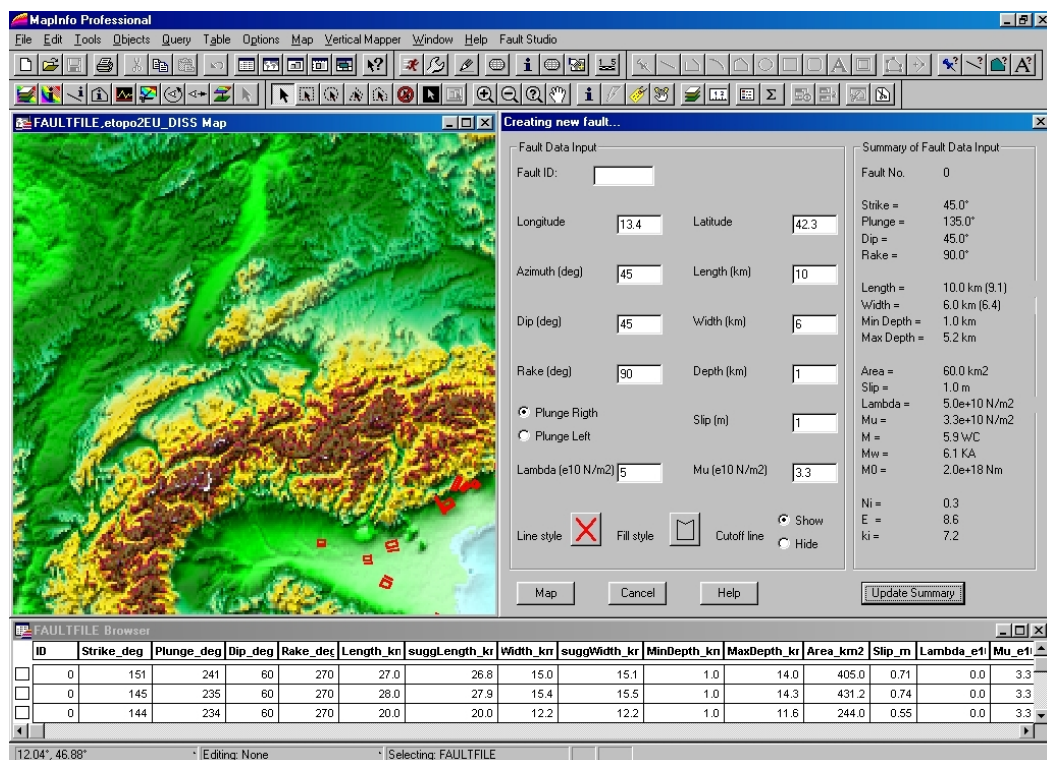 MapInfo Professional
File Edit Tools Objects Query Table Options Map Vertical Mapper Window Help Fault Studio
FAULTFILE,etopo2EU_DISS Map
Creating new fault...
Fault Data Input
Fault ID:
Longitude 13.4 Latitude 42.3
Azimuth (deg) 45 Length (km) 10
Dip (deg) 45 Width (km) 6
Rake (deg) 90 Depth (km) 1
Plunge Rigth
Plunge Left
Slip (m) 1
Lambda (e10 N/m2) 5 Mu (e10 N/m2) 3.3
Line style Fill style Cutoff line Show
Hide
Map Cancel Help
Summary of Fault Data Input
Fault No. 0
Strike = 45.0°
Plunge = 135.0°
Dip = 45.0°
Rake = 90.0°
Length = 10.0 km (9.1)
Width = 6.0 km (6.4)
Min Depth = 1.0 km
Max Depth = 5.2 km
Area = 60.0 km2
Slip = 1.0 m
Lambda = 5.0e+10 N/m2
Mu = 3.3e+10 N/m2
M = 5.9 WC
Mw = 6.1 KA
M0 = 2.0e+18 Nm
Ni = 0.3
E = 8.6
ki = 7.2
Update Summary
FAULTFILE Browser
ID Strike_deg Plunge_deg Dip_deg Rake_deg Length_km suggLength_kr Width_km suggWidth_kr MinDepth_kn MaxDepth_kr Area_km2 Slip_m Lambda_e1 Mu_e1
0 151 241 60 270 27.0 26.8 15.0 15.1 1.0 14.0 405.0 0.71 0.0 3.3
0 145 235 60 270 28.0 27.9 15.4 15.5 1.0 14.3 431.2 0.74 0.0 3.3
0 144 234 60 270 20.0 20.0 12.2 12.2 1.0 11.6 244.0 0.55 0.0 3.3
12.04°, 46.88° Editing: None Selecting: FAULTFILE